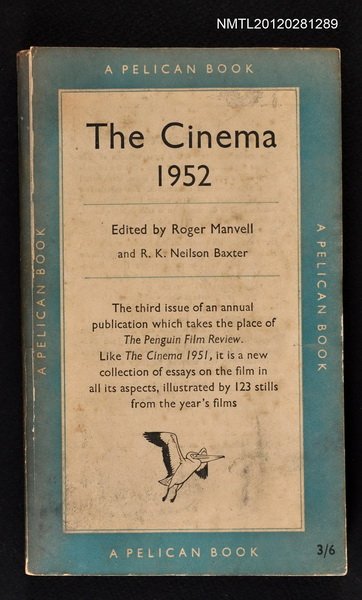 NMTL20120281289
A PELICAN BOOK
The Cinema
1952
Edited by Roger Manvell
and R. K. Neilson Baxter
The third issue of an annual
publication which takes the place of
The Penguin Film Review.
Like The Cinema 1951, it is a new
collection of essays on the film in
all its aspects, illustrated by 123 stills
from the year's films
A PELICAN BOOK
A PELICAN BOOK
A PELICAN BOOK
3/6